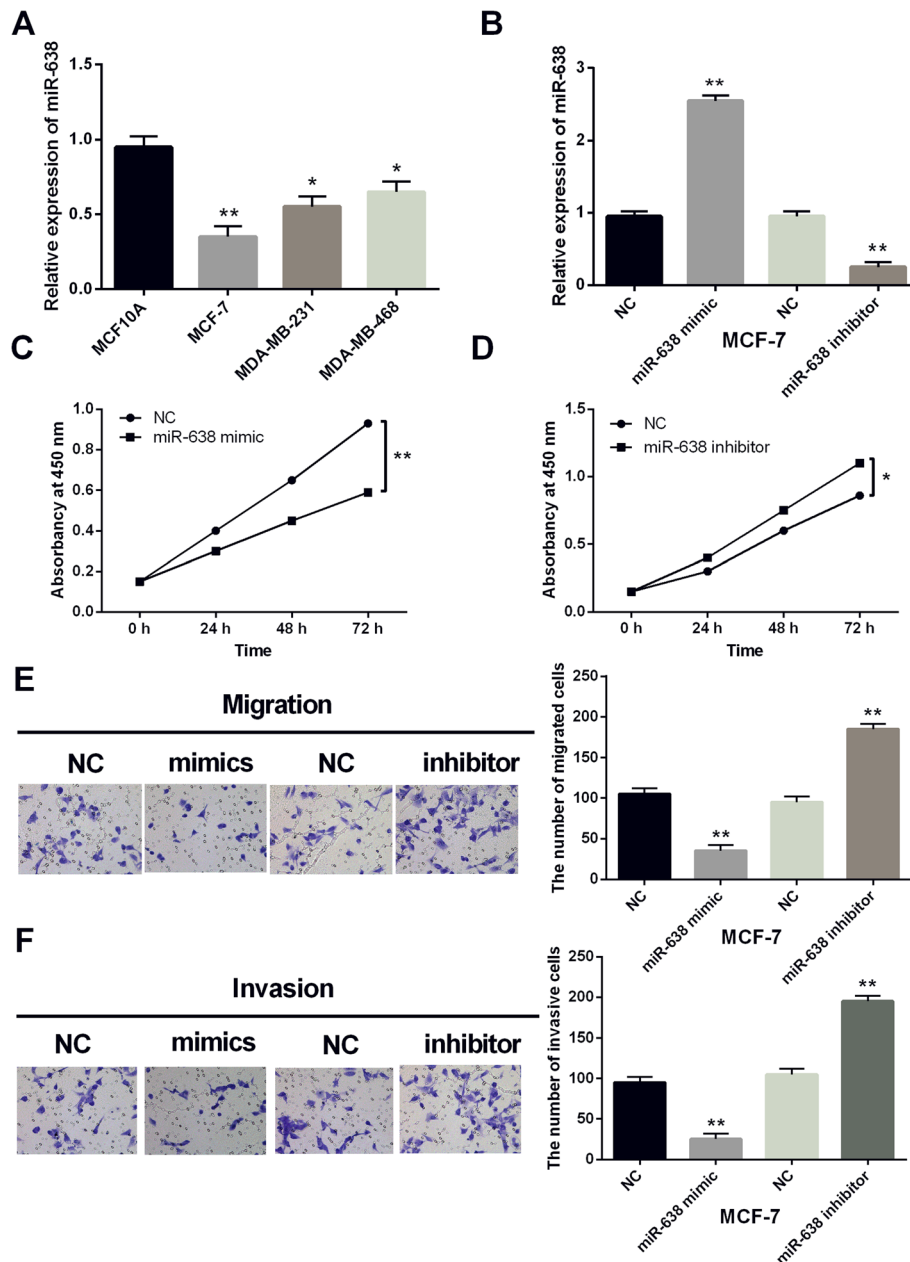 A
Relative expression of miR-638
1.5
1.0
0.5
0.0
**
*
*
MCF10A
MCF-7
MDA-MB-231
MDA-MB-468
B
Relative expression of miR-638
3
2
1
0
**
**
NC
miR-638 mimic
NC
miR-638 inhibitor
MCF-7
C
Absorbancy at 450 nm
1.0
0.8
0.6
0.4
0.2
0.0
NC
miR-638 mimic
**
0 h
24 h
48 h
72 h
Time
D
Absorbancy at 450 nm
1.5
1.0
0.5
0.0
NC
miR-638 inhibitor
*
0 h
24 h
48 h
72 h
Time
E
Migration
NC
mimics
NC
inhibitor
The number of migrated cells
250
200
150
100
50
0
**
**
NC
miR-638 mimic
NC
miR-638 inhibitor
MCF-7
F
Invasion
NC
mimics
NC
inhibitor
The number of invasive cells
250
200
150
100
50
0
**
**
NC
miR-638 mimic
NC
miR-638 inhibitor
MCF-7